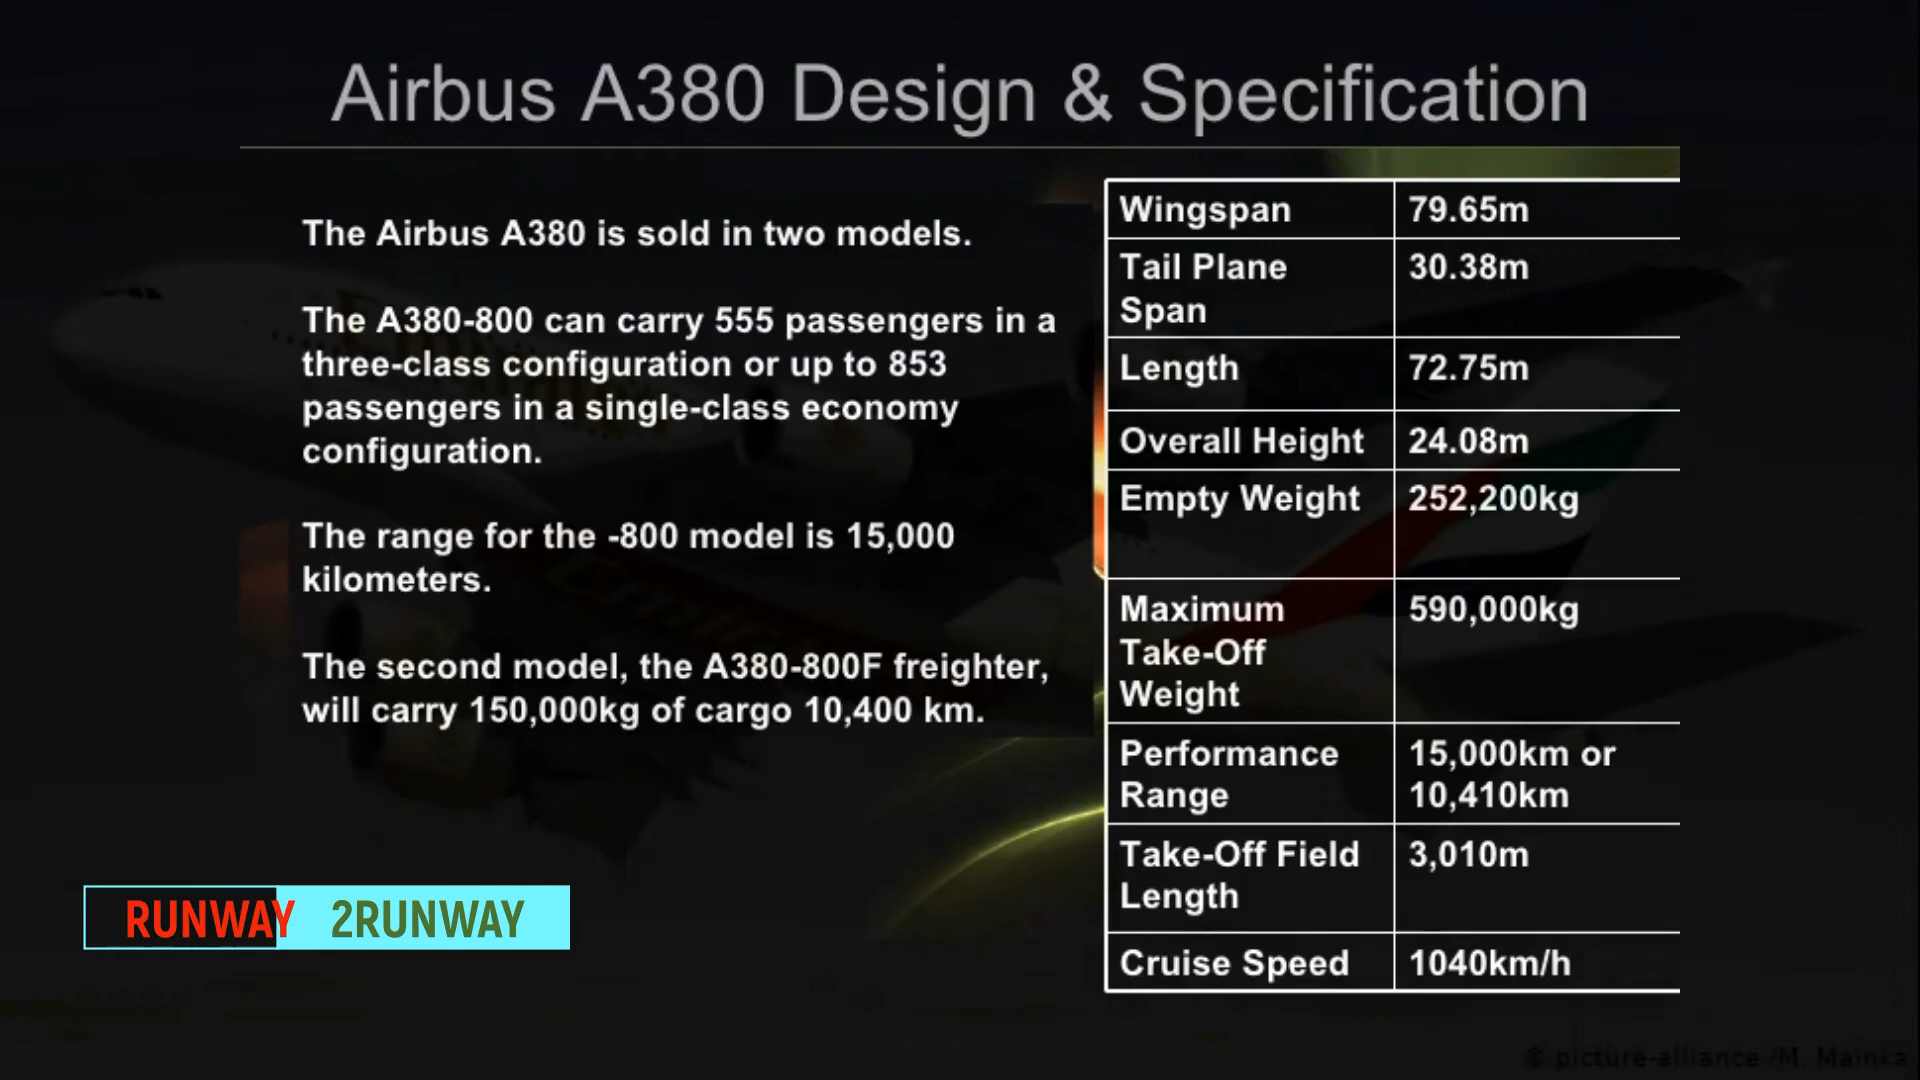 Airbus A380 Design & Specification
The Airbus A380 is sold in two models.
The A380-800 can carry 555 passengers in a
three-class configuration or up to 853
passengers in a single-class economy
configuration.
The range for the -800 model is 15,000
kilometers.
The second model, the A380-800F freighter,
will carry 150,000kg of cargo 10,400 km.
Wingspan 79.65m
Tail Plane 30.38m
Span
Length 72.75m
Overall Height 24.08m
Empty Weight 252,200kg
Maximum 590,000kg
Take-Off
Weight
Performance 15,000km or
Range 10,410km
Take-Off Field 3,010m
Length
Cruise Speed 1040km/h
RUNWAY 2RUNWAY
© picture-alliance /M. Mainka